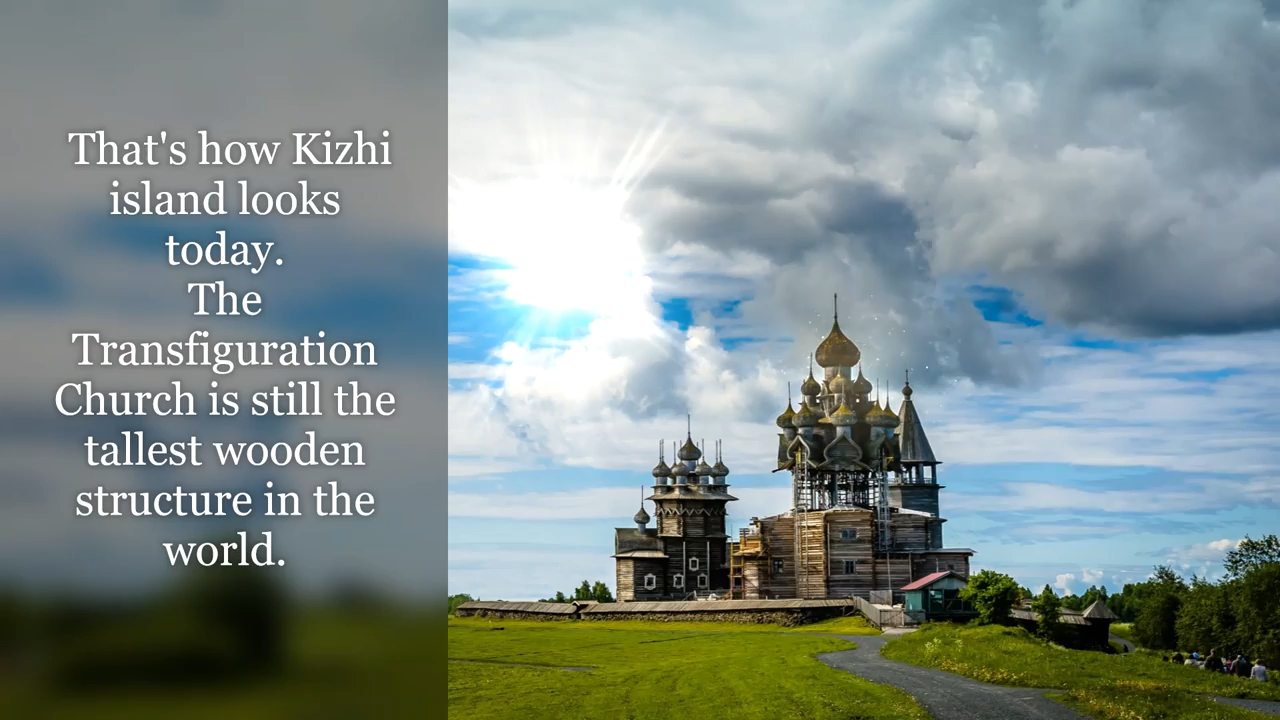 That's how Kizhi
island looks
today.
The
Transfiguration
Church is still the
tallest wooden
structure in the
world.